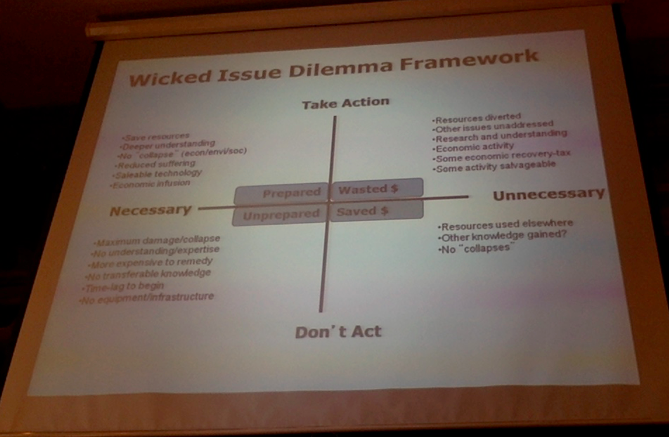 Wicked Issue Dilemma Framework
Take Action
•Save resources
•Deeper understanding
•No "collapse" (econ/envi/soc)
•Reduced suffering
•Saleable technology
•Economic infusion
•Resources diverted
•Other issues unaddressed
•Research and understanding
•Economic activity
•Some economic recovery-tax
•Some activity salvageable
Prepared
Wasted $
Necessary
Unnecessary
Unprepared
Saved $
•Maximum damage/collapse
•No understanding/expertise
•More expensive to remedy
•No transferable knowledge
•Time-lag to begin
•No equipment/infrastructure
•Resources used elsewhere
•Other knowledge gained?
•No "collapses"
Don't Act